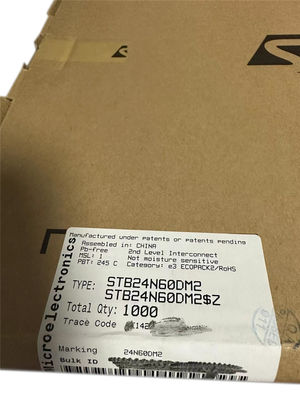 Manufactured under patents or patents pending
Assembled in: CHINA
Pb-free 2nd Level Interconnect
MSL: 1 Not moisture sensitive
PBT: 245 C Category: e3 ECOPACK2/RoHS
TYPE: STB24N60DM2
STB24N60DM2$Z
Total Qty: 1000
Trace Code
Marking 24N60DM2
Bulk ID
Microelectronics